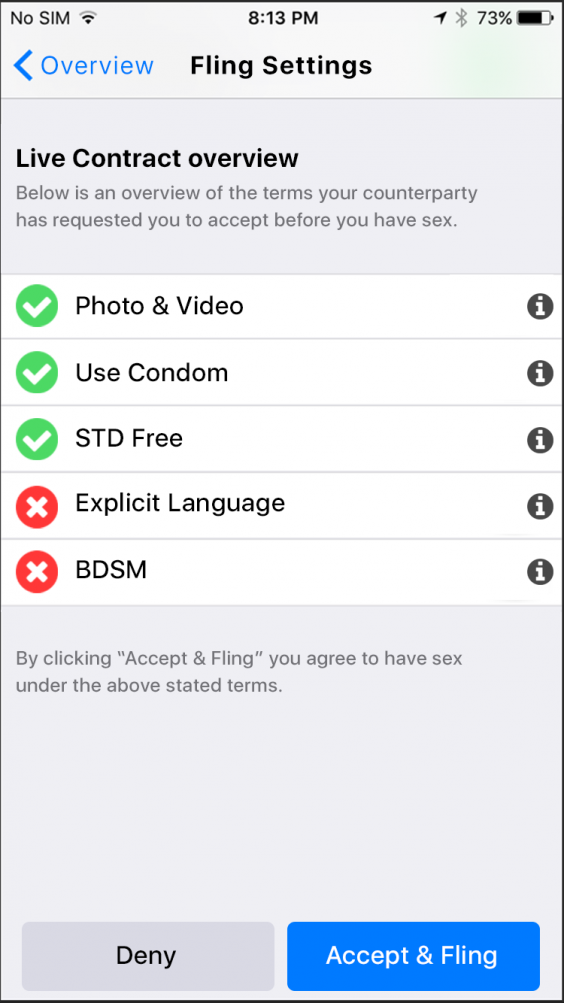 No SIM 8:13 PM 73%
Overview Fling Settings
Live Contract overview
Below is an overview of the terms your counterparty
has requested you to accept before you have sex.
Photo & Video
Use Condom
STD Free
Explicit Language
BDSM
By clicking “Accept & Fling” you agree to have sex
under the above stated terms.
Deny Accept & Fling